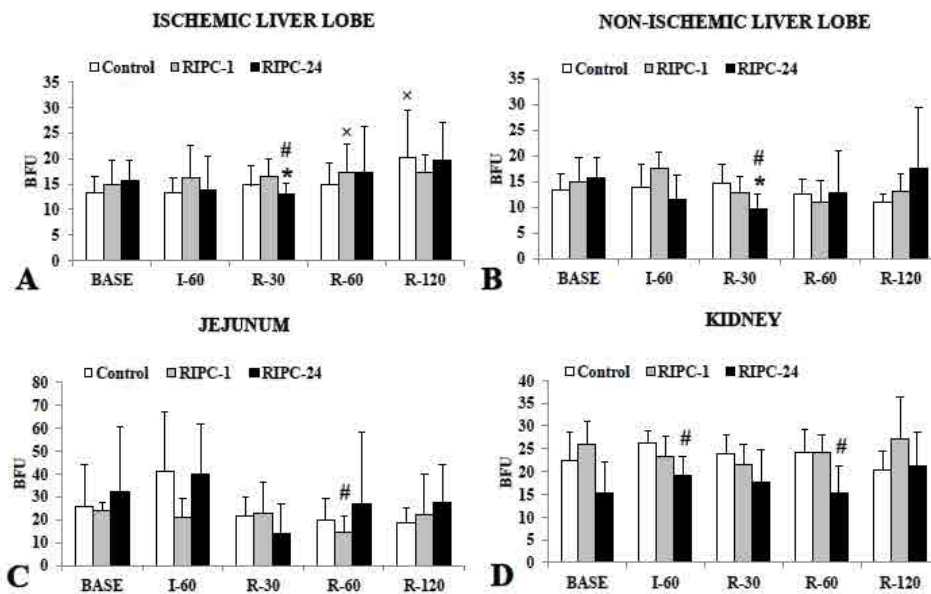 ISCHEMIC LIVER LOBE
Control RIPC-1 RIPC-24
35
30
25
20
15
10
5
0
BFU
×
×
#
*
BASE I-60 R-30 R-60 R-120
A
NON-ISCHEMIC LIVER LOBE
Control RIPC-1 RIPC-24
35
30
25
20
15
10
5
0
BFU
#
*
BASE I-60 R-30 R-60 R-120
B
JEJUNUM
Control RIPC-1 RIPC-24
80
70
60
50
40
30
20
10
0
BFU
#
BASE I-60 R-30 R-60 R-120
C
KIDNEY
Control RIPC-1 RIPC-24
40
35
30
25
20
15
10
5
0
BFU
#
#
BASE I-60 R-30 R-60 R-120
D